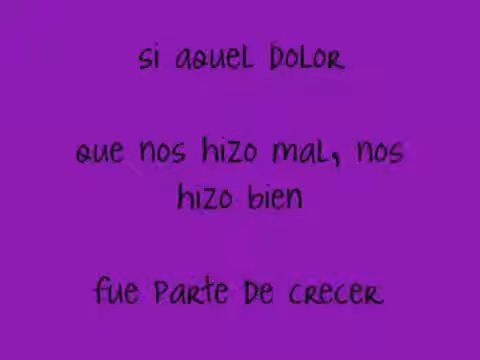 si aquel Dolor
que nos hizo mal, nos
hizo bien
fue parte de crecer